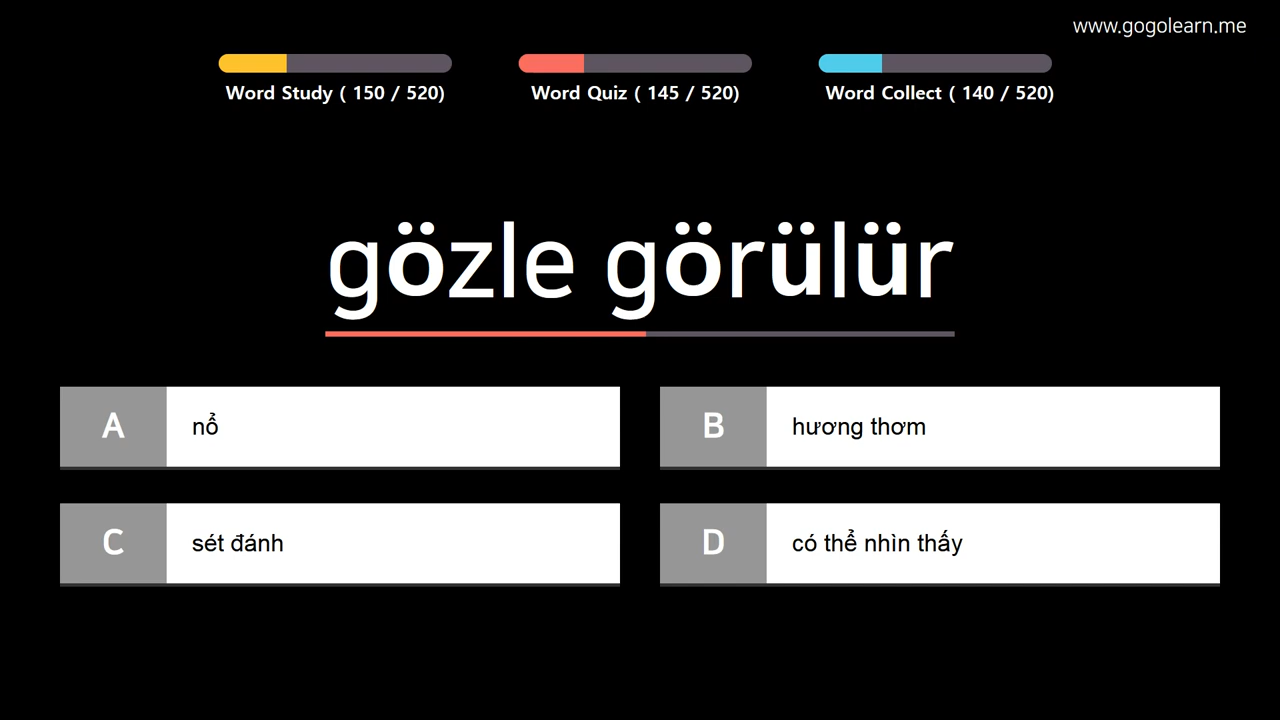 www.gogolearn.me
Word Study ( 150 / 520)
Word Quiz ( 145 / 520)
Word Collect ( 140 / 520)
gözle görülür
A nổ
B hương thơm
C sét đánh
D có thể nhìn thấy